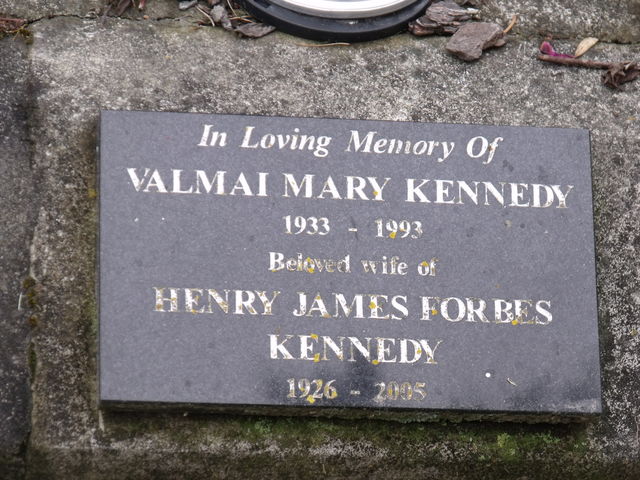 In Loving Memory Of
VALMAI MARY KENNEDY
1933 - 1993
Beloved wife of
HENRY JAMES FORBES
KENNEDY
1926 - 2005